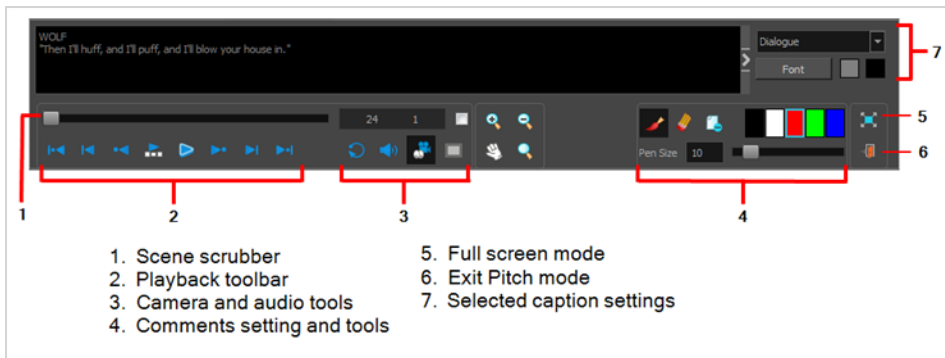 WOLF
"Then I'll huff, and I'll puff, and I'll blow your house in."
Dialogue
Font
7
24 1
5
Pen Size 10
6
1
2
3
4
1. Scene scrubber
2. Playback toolbar
3. Camera and audio tools
4. Comments setting and tools
5. Full screen mode
6. Exit Pitch mode
7. Selected caption settings